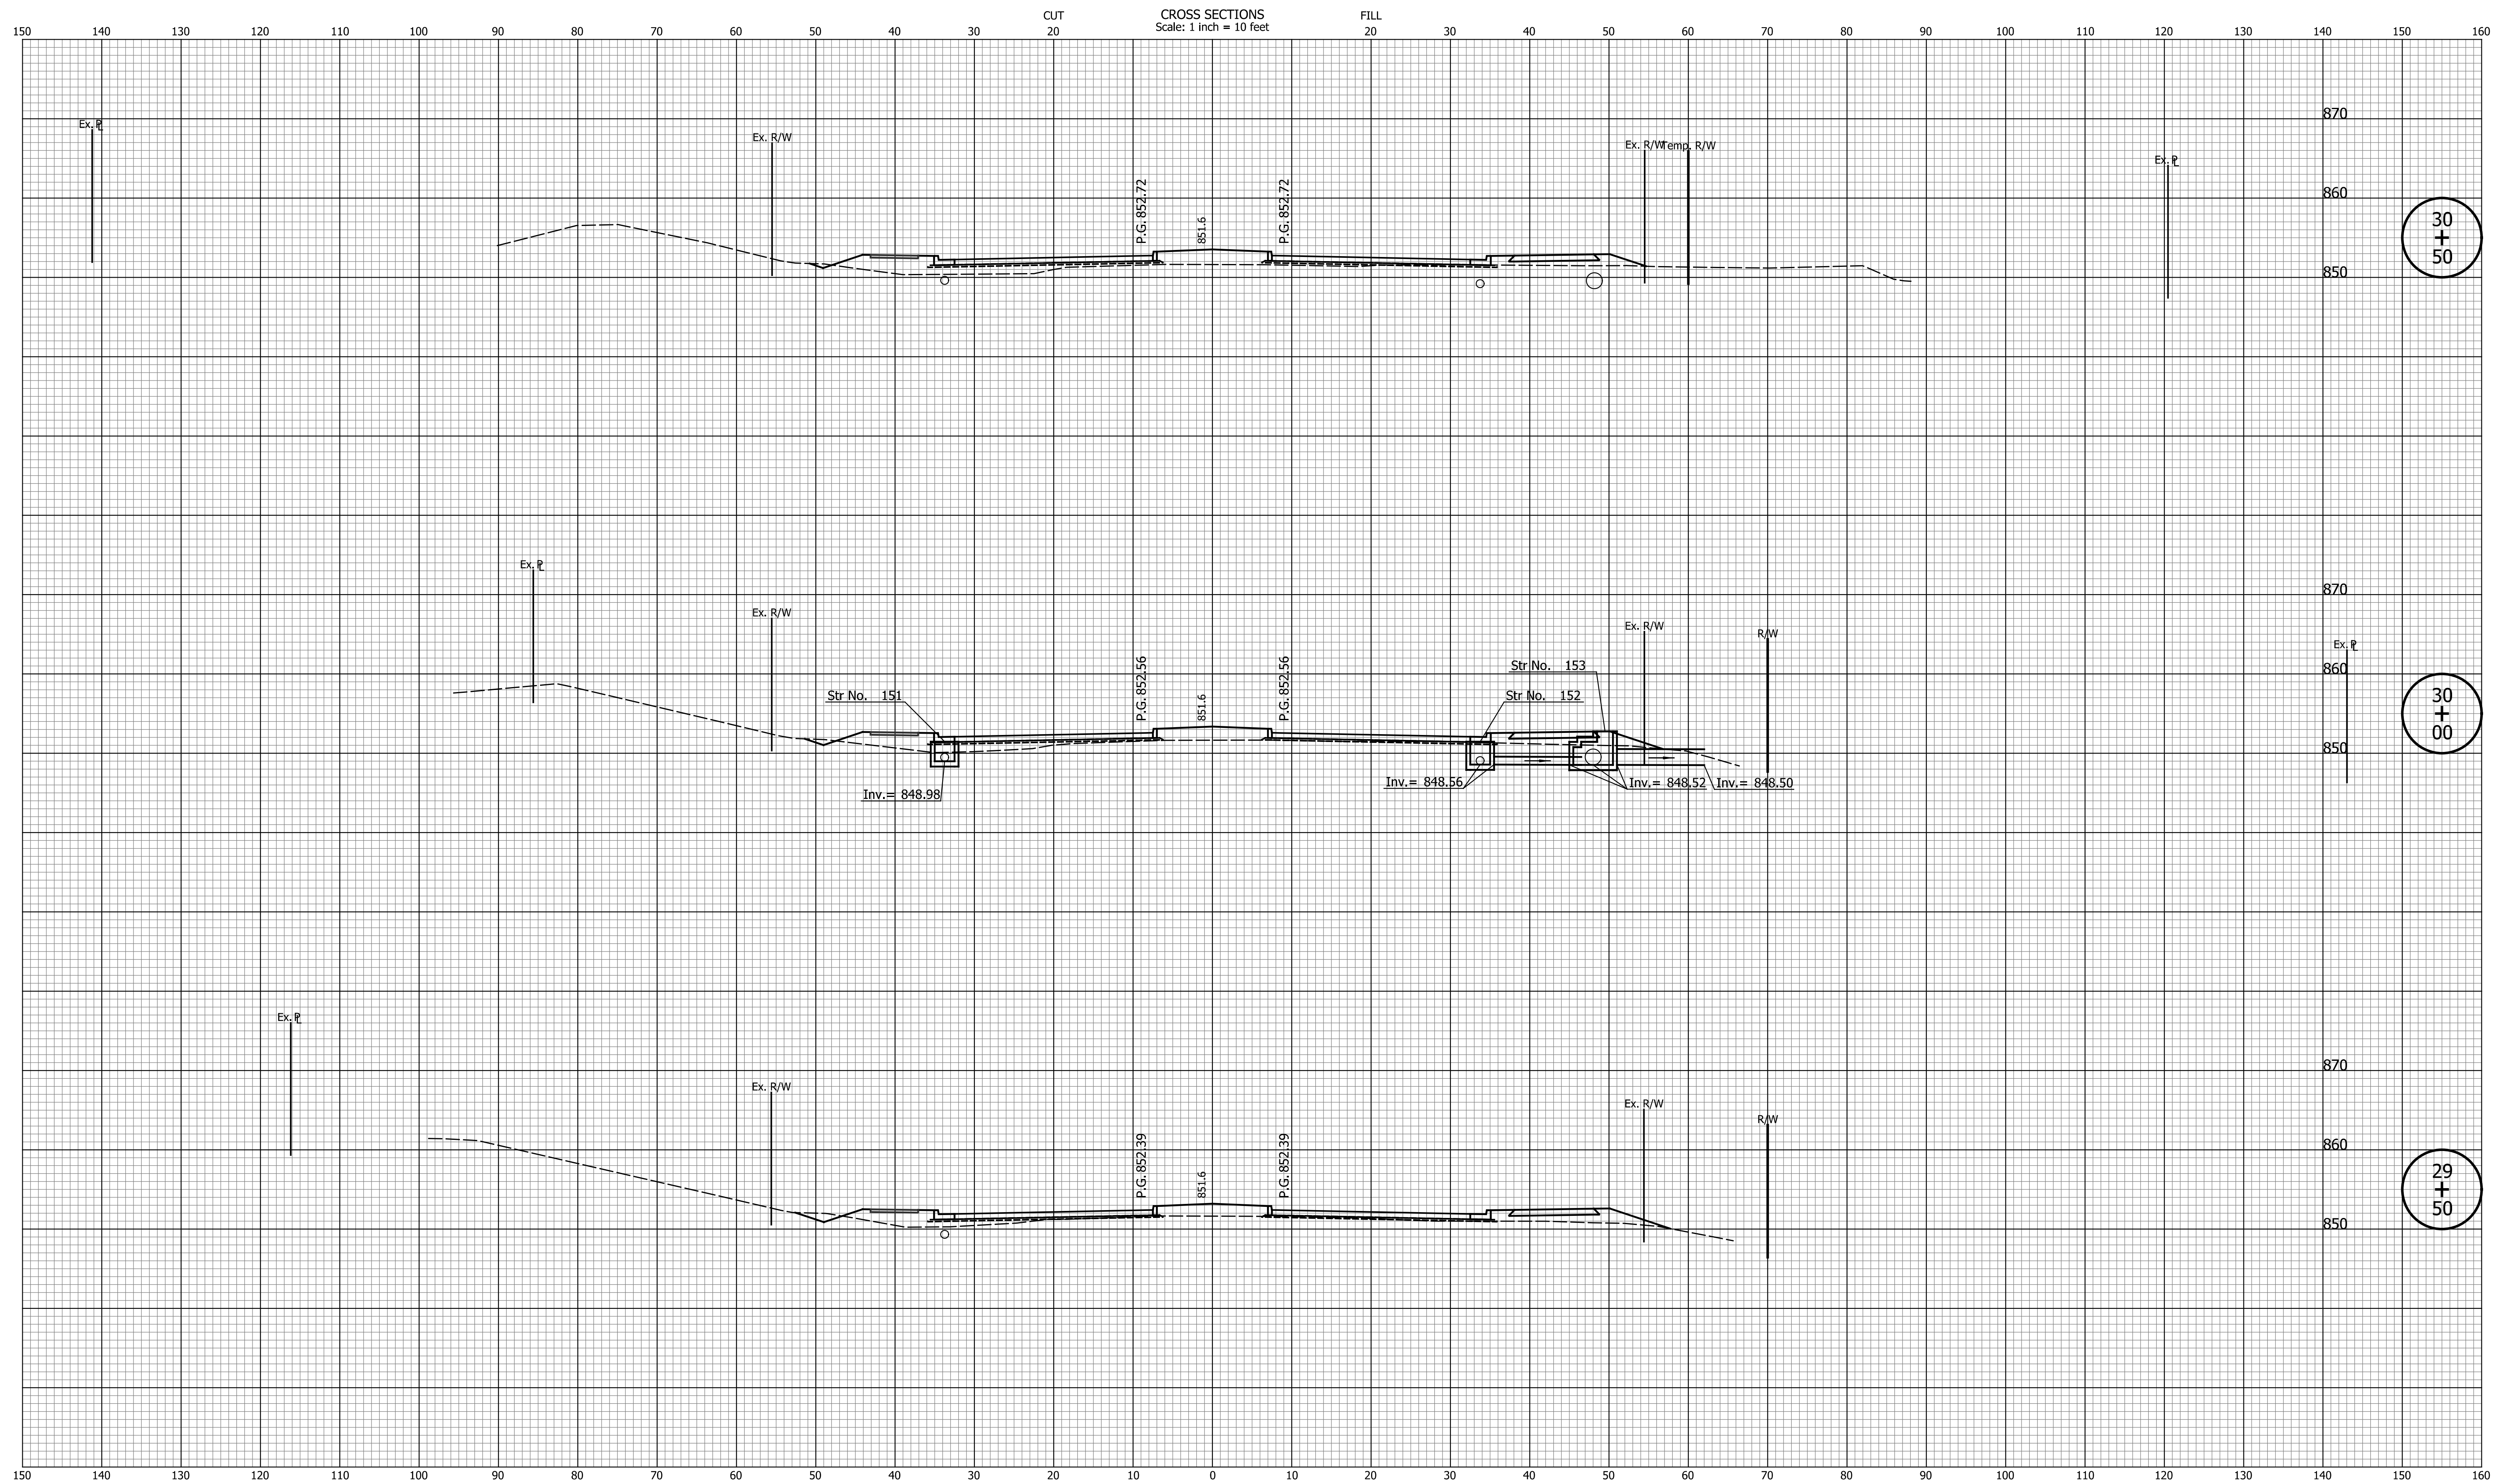 CUT CROSS SECTIONS FILL
Scale: 1 inch = 10 feet
150 140 130 120 110 100 90 80 70 60 50 40 30 20 20 30 40 50 60 70 80 90 100 110 120 130 140 150 160
870
Ex. PL
Ex. R/W
Ex. R/W
Temp. R/W
Ex. PL
P.G. 852.72
851.6
P.G. 852.72
860
30
+
50
850
Ex. PL
870
Ex. R/W
Ex. R/W
R/W
Ex. PL
P.G. 852.56
851.6
P.G. 852.56
Str No. 153
860
Str No. 151
Str No. 152
30
+
00
850
Inv.= 848.98
Inv.= 848.56
Inv.= 848.52
Inv.= 848.50
Ex. PL
870
Ex. R/W
Ex. R/W
R/W
P.G. 852.39
851.6
P.G. 852.39
860
29
+
50
850
150 140 130 120 110 100 90 80 70 60 50 40 30 20 10 0 10 20 30 40 50 60 70 80 90 100 110 120 130 140 150 160